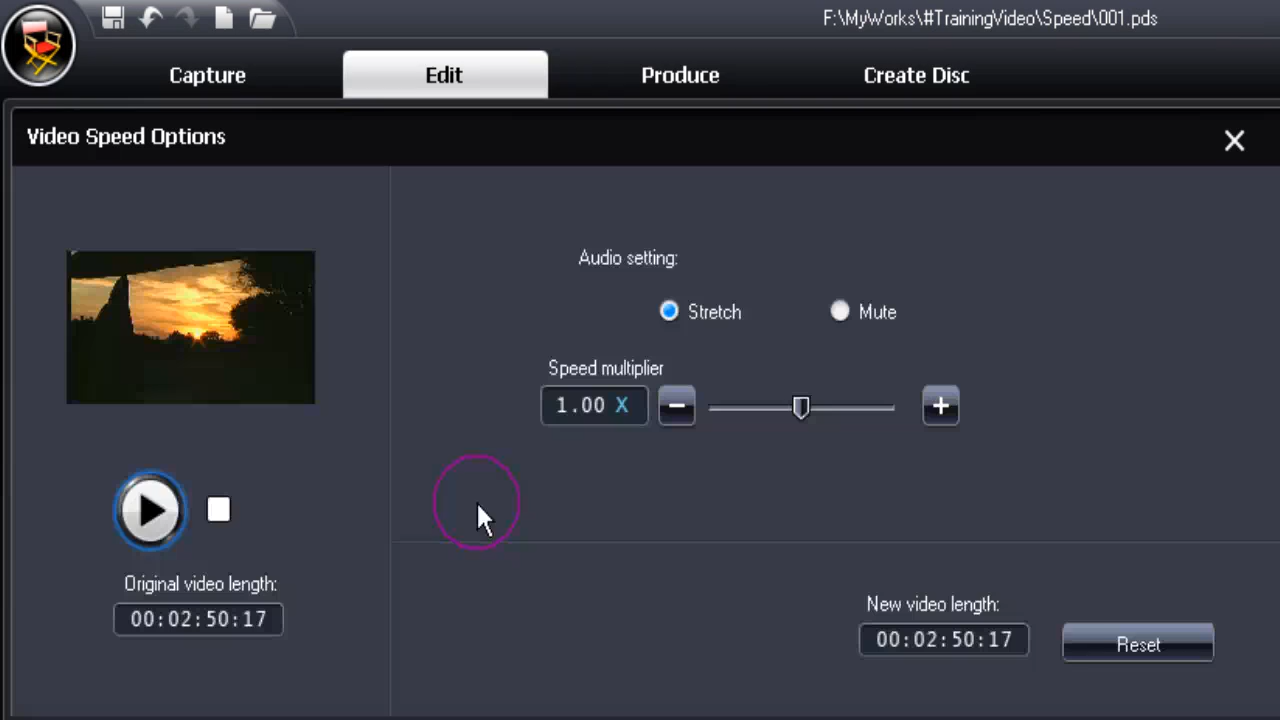 F:\MyWorks\#TrainingVideo\Speed\001.pds
Capture Edit Produce Create Disc
Video Speed Options
Audio setting:
Stretch Mute
Speed multiplier
1.00 X
Original video length:
00:02:50:17
New video length:
00:02:50:17
Reset